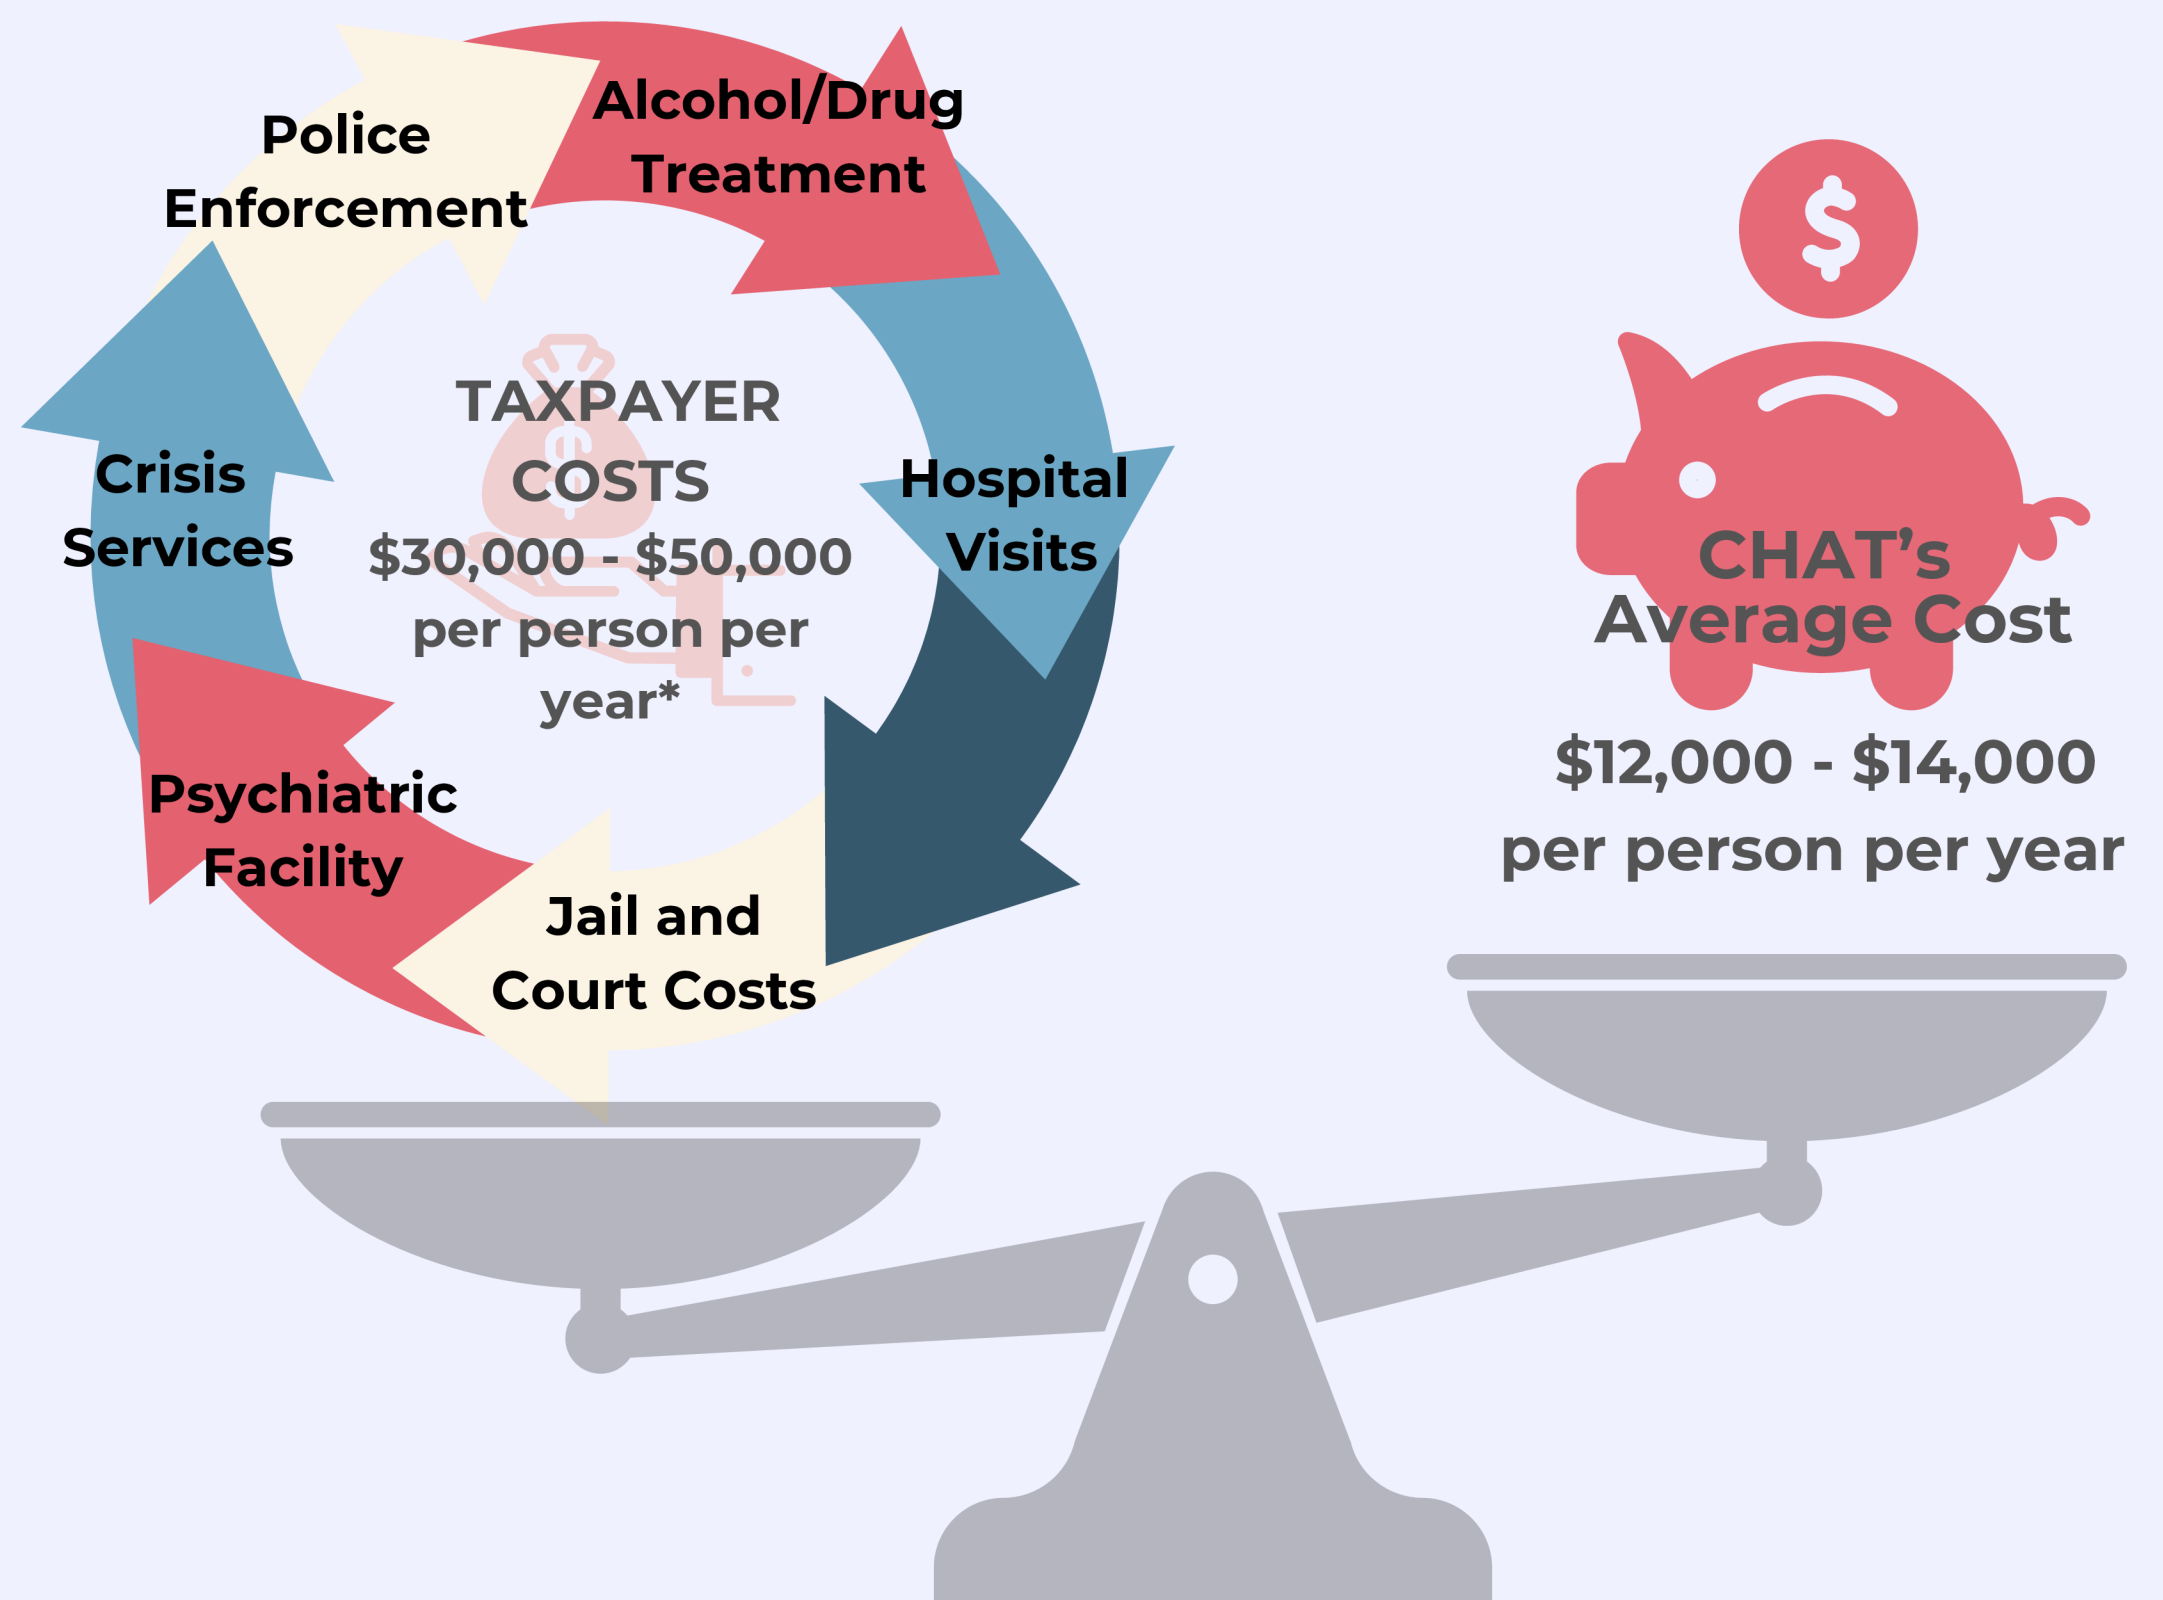 Police
Enforcement
Alcohol/Drug
Treatment
Hospital
Visits
Jail and
Court Costs
Psychiatric
Facility
Crisis
Services
TAXPAYER
COSTS
$30,000 - $50,000
per person per
year*
$
CHAT’s
Average Cost
$12,000 - $14,000
per person per year